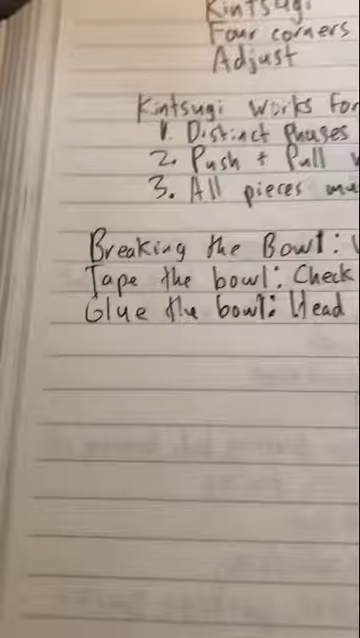 Kintsugi
Four corners
Adjust
Kintsugi works for
1. Distinct Phases
2. Push + Pull
3. All pieces mu
Breaking the Bowl:
Tape the bowl: Check
Glue the bowl: Head